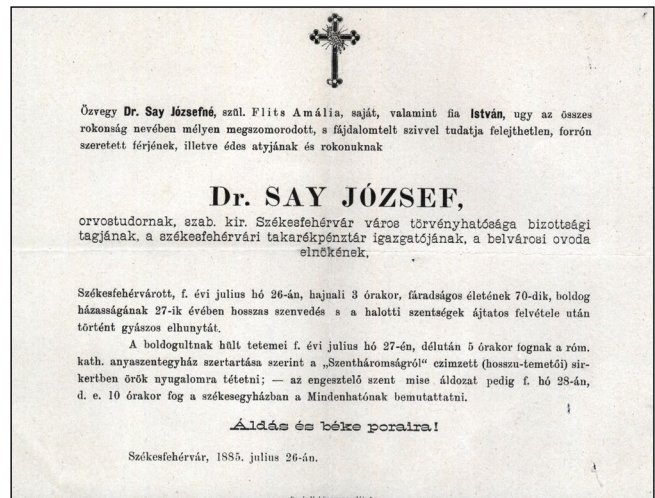 Özvegy Dr. Say Józsefné, szül. Flits Amália, saját, valamint fia István, ugy az összes
rokonság nevében mélyen megszomorodott, s fájdalomtelt szivvel tudatja felejthetlen, forrón
szeretett férjének, illetve édes atyjának és rokonuknak
Dr. SAY JÓZSEF,
orvostudornak, szab. kir. Székesfehérvár város törvényhatósága bizottsági
tagjának, a székesfehérvári takarékpénztár igazgatójának, a belvárosi ovoda
elnökének,
Székesfehérvárott, f. évi julius hó 26-án, hajnali 3 órakor, fáradságos életének 70-dik, boldog
házasságának 27-ik évében hosszas szenvedés s a halotti szentségek ájtatos felvétele után
történt gyászos elhunytát.
A boldogultnak hült tetemei f. évi julius hó 27-én, délután 5 órakor fognak a róm.
kath. anyaszentegyház szertartása szerint a „Szentháromságról" czimzett (hosszu-temetői) sir-
kertben örök nyugalomra tétetni; — az engesztelő szent mise áldozat pedig f. hó 28-án,
d. e. 10 órakor fog a székesegyházban a Mindenhatónak bemutattatni.
Áldás és béke poraira!
Székesfehérvár, 1885. julius 26-án.